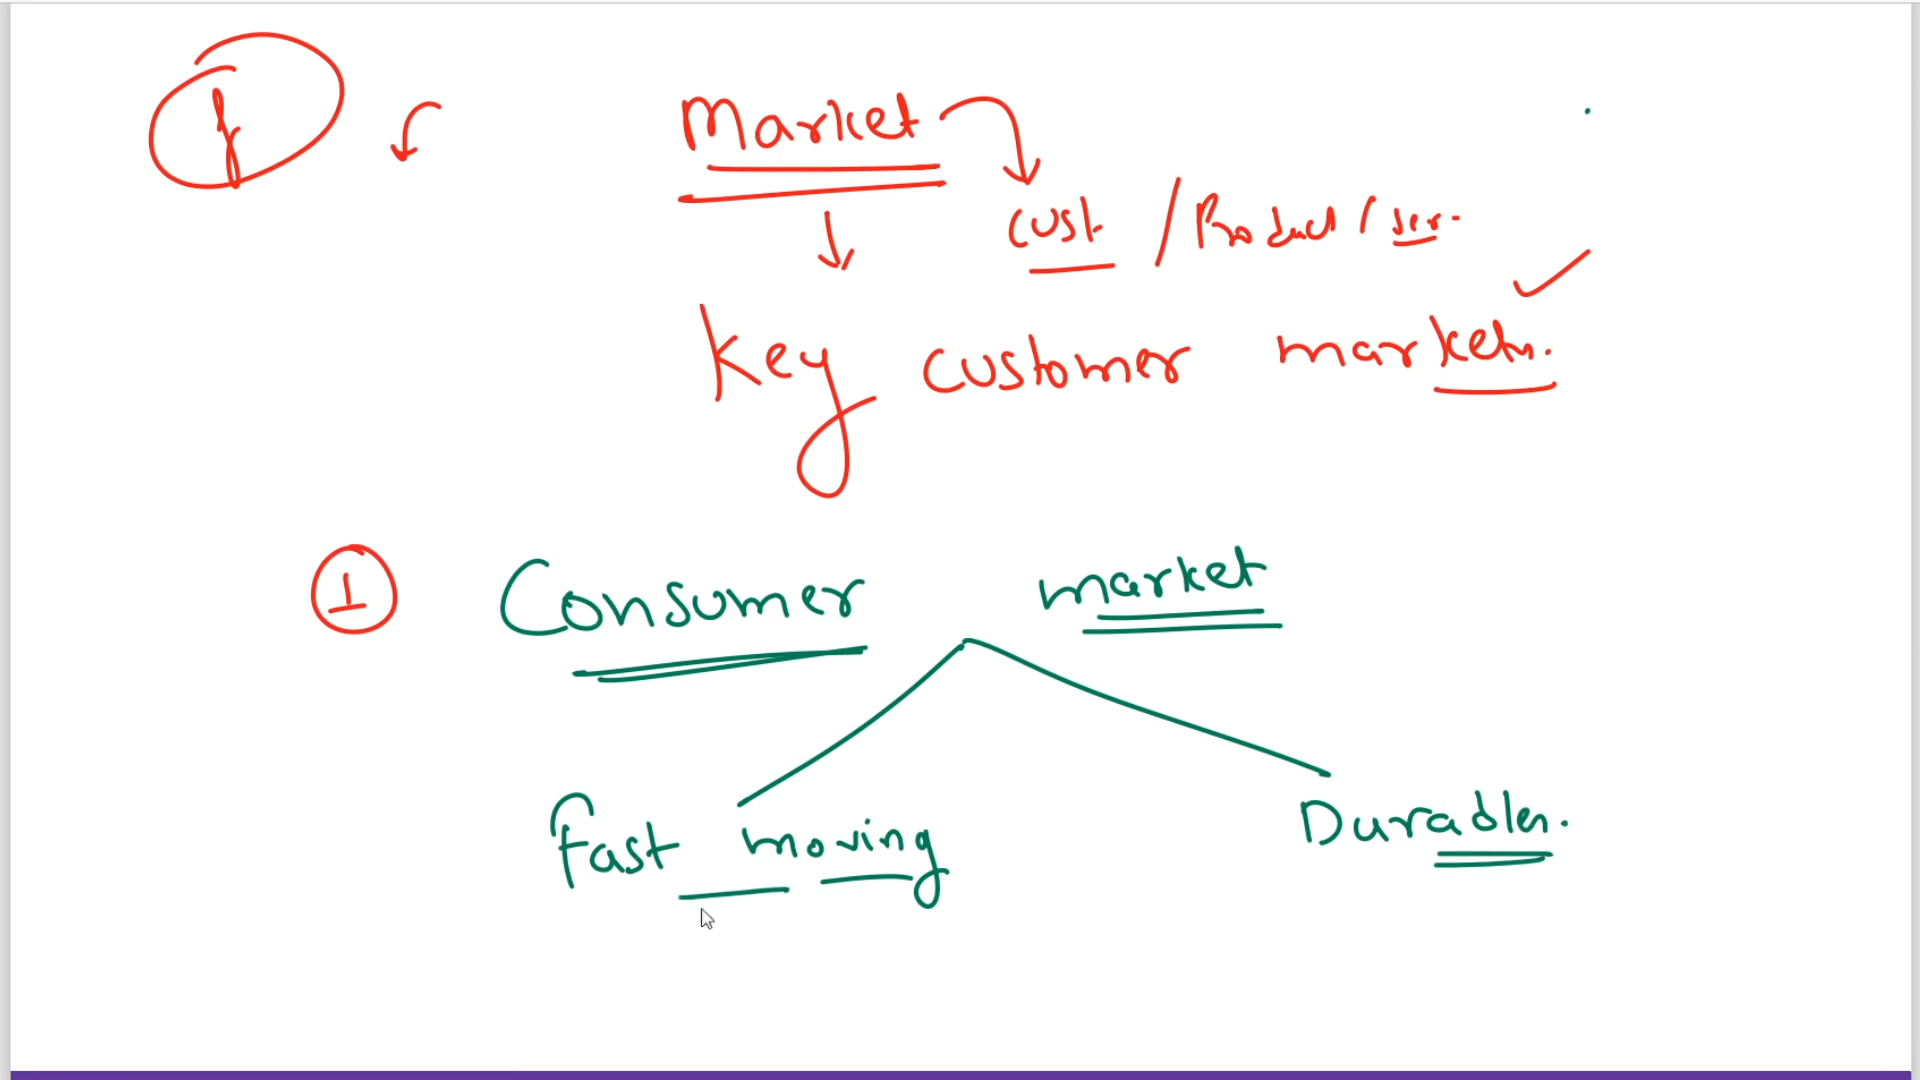 Market
cust / Product / ser.
Key customer markets.
1 Consumer market
fast moving
Durables.